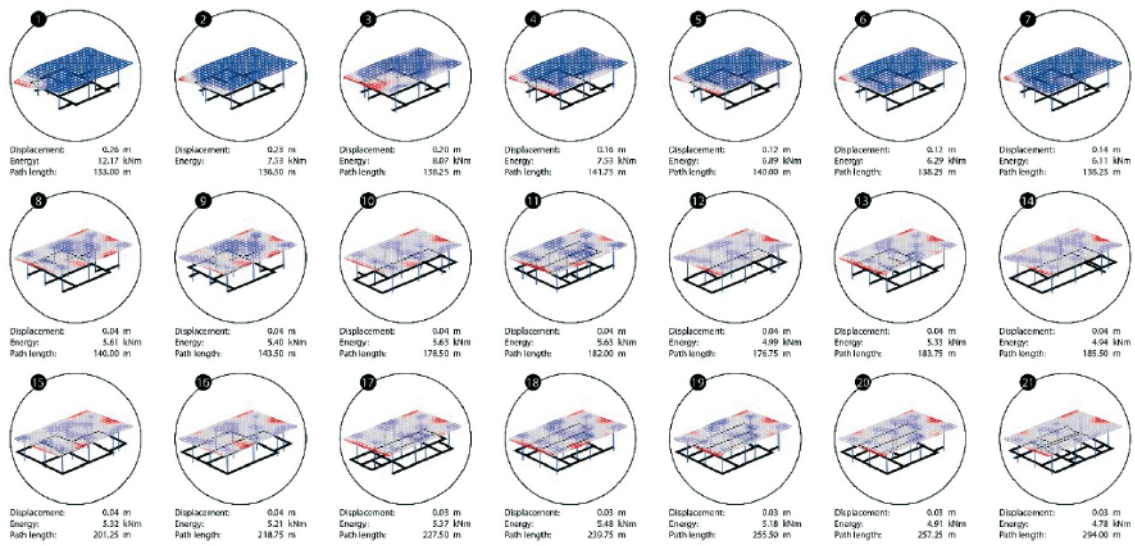 1 2 3 4 5 6 7
Displacement: 0.26 m Displacement: 0.23 m Displacement: 0.20 m Displacement: 0.16 m Displacement: 0.12 m Displacement: 0.12 m Displacement: 0.14 m
Energy: 12.17 kNm Energy: 7.53 kNm Energy: 8.07 kNm Energy: 7.53 kNm Energy: 6.89 kNm Energy: 6.29 kNm Energy: 6.11 kNm
Path length: 133.00 m Path length: 136.50 m Path length: 138.25 m Path length: 141.75 m Path length: 140.00 m Path length: 138.25 m Path length: 138.25 m
8 9 10 11 12 13 14
Displacement: 0.04 m Displacement: 0.04 m Displacement: 0.04 m Displacement: 0.04 m Displacement: 0.04 m Displacement: 0.04 m Displacement: 0.04 m
Energy: 5.61 kNm Energy: 5.40 kNm Energy: 5.63 kNm Energy: 5.63 kNm Energy: 4.99 kNm Energy: 5.33 kNm Energy: 4.94 kNm
Path length: 140.00 m Path length: 143.50 m Path length: 178.50 m Path length: 182.00 m Path length: 176.75 m Path length: 183.75 m Path length: 185.50 m
15 16 17 18 19 20 21
Displacement: 0.04 m Displacement: 0.04 m Displacement: 0.03 m Displacement: 0.03 m Displacement: 0.03 m Displacement: 0.03 m Displacement: 0.03 m
Energy: 5.32 kNm Energy: 5.21 kNm Energy: 5.37 kNm Energy: 5.48 kNm Energy: 5.18 kNm Energy: 4.91 kNm Energy: 4.78 kNm
Path length: 201.25 m Path length: 218.75 m Path length: 227.50 m Path length: 239.75 m Path length: 255.50 m Path length: 257.25 m Path length: 294.00 m